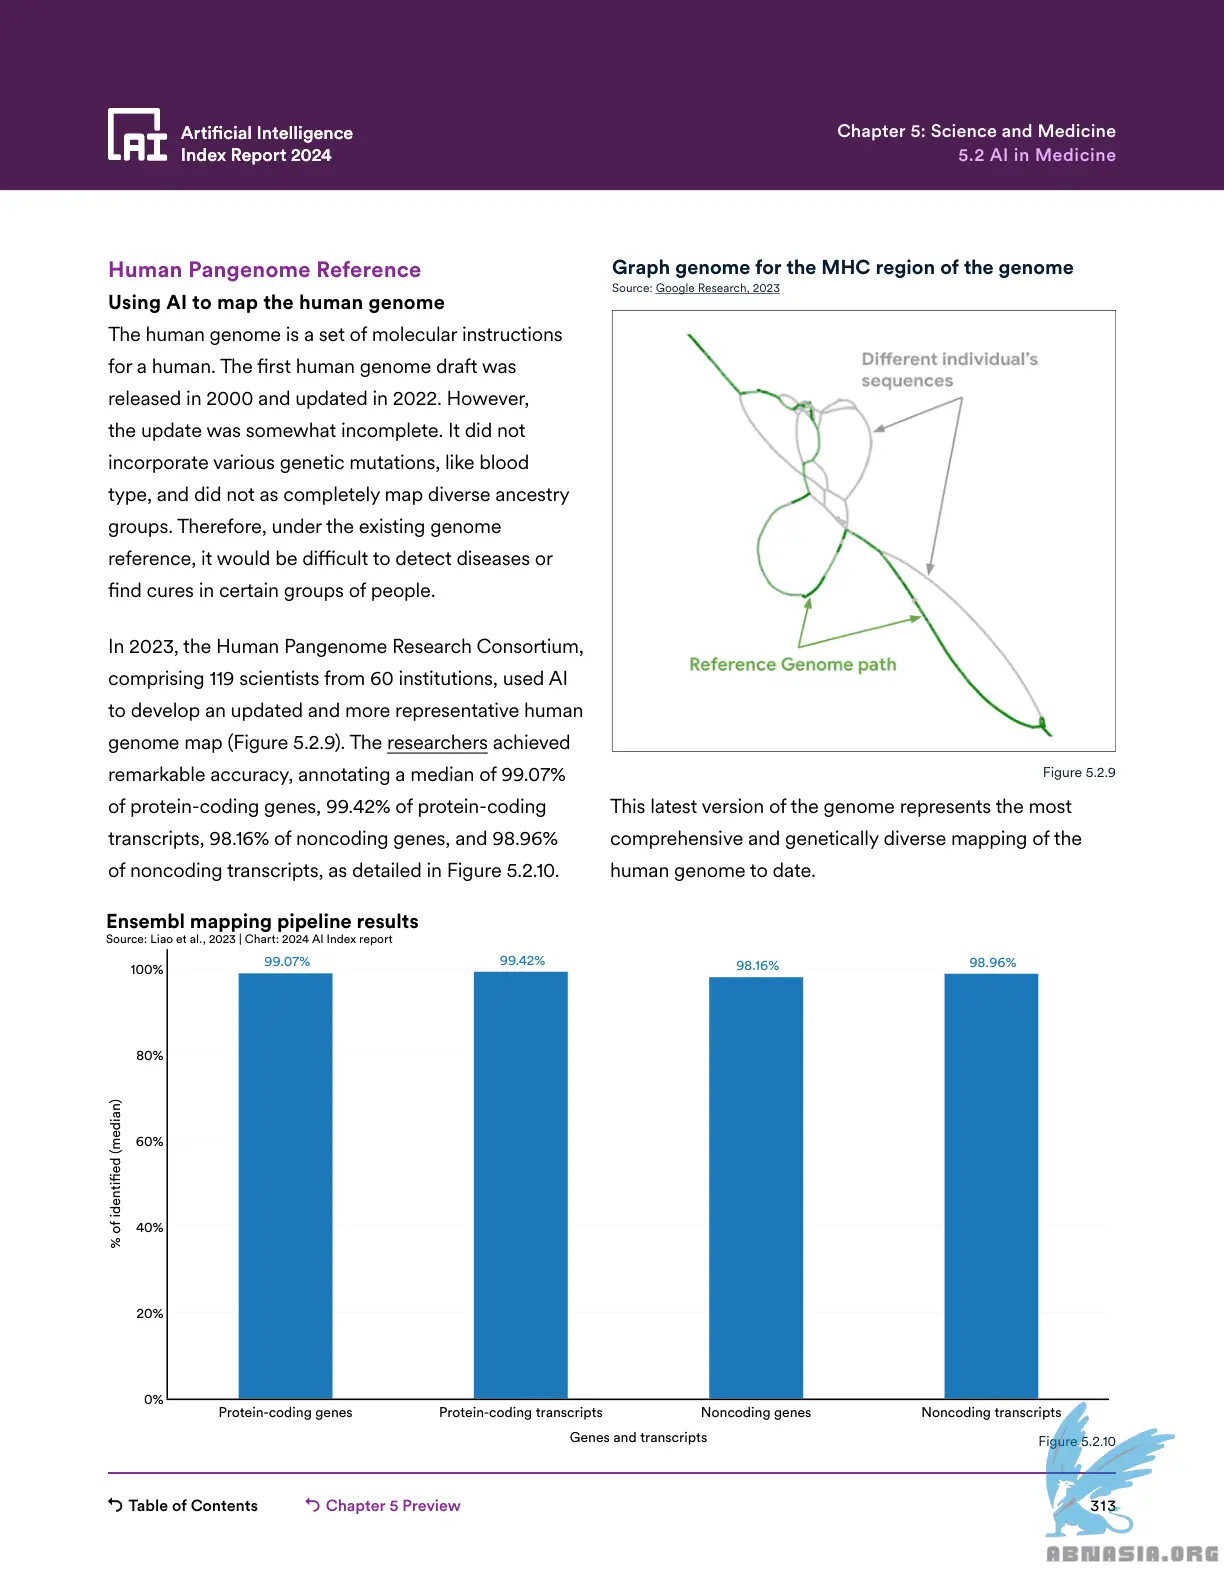 Artificial Intelligence
Index Report 2024
Chapter 5: Science and Medicine
5.2 AI in Medicine
Human Pangenome Reference
Using AI to map the human genome
The human genome is a set of molecular instructions
for a human. The first human genome draft was
released in 2000 and updated in 2022. However,
the update was somewhat incomplete. It did not
incorporate various genetic mutations, like blood
type, and did not as completely map diverse ancestry
groups. Therefore, under the existing genome
reference, it would be difficult to detect diseases or
find cures in certain groups of people.
In 2023, the Human Pangenome Research Consortium,
comprising 119 scientists from 60 institutions, used AI
to develop an updated and more representative human
genome map (Figure 5.2.9). The researchers achieved
remarkable accuracy, annotating a median of 99.07%
of protein-coding genes, 99.42% of protein-coding
transcripts, 98.16% of noncoding genes, and 98.96%
of noncoding transcripts, as detailed in Figure 5.2.10.
Graph genome for the MHC region of the genome
Source: Google Research, 2023
Different individual's
sequences
Reference Genome path
Figure 5.2.9
This latest version of the genome represents the most
comprehensive and genetically diverse mapping of the
human genome to date.
Ensembl mapping pipeline results
Source: Liao et al., 2023 | Chart: 2024 AI Index report
99.07%
99.42%
98.16%
98.96%
100%
80%
60%
40%
20%
0%
% of identified (median)
Protein-coding genes
Protein-coding transcripts
Noncoding genes
Noncoding transcripts
Genes and transcripts
Figure 5.2.10
Table of Contents
Chapter 5 Preview
313
ABNASIA.ORG